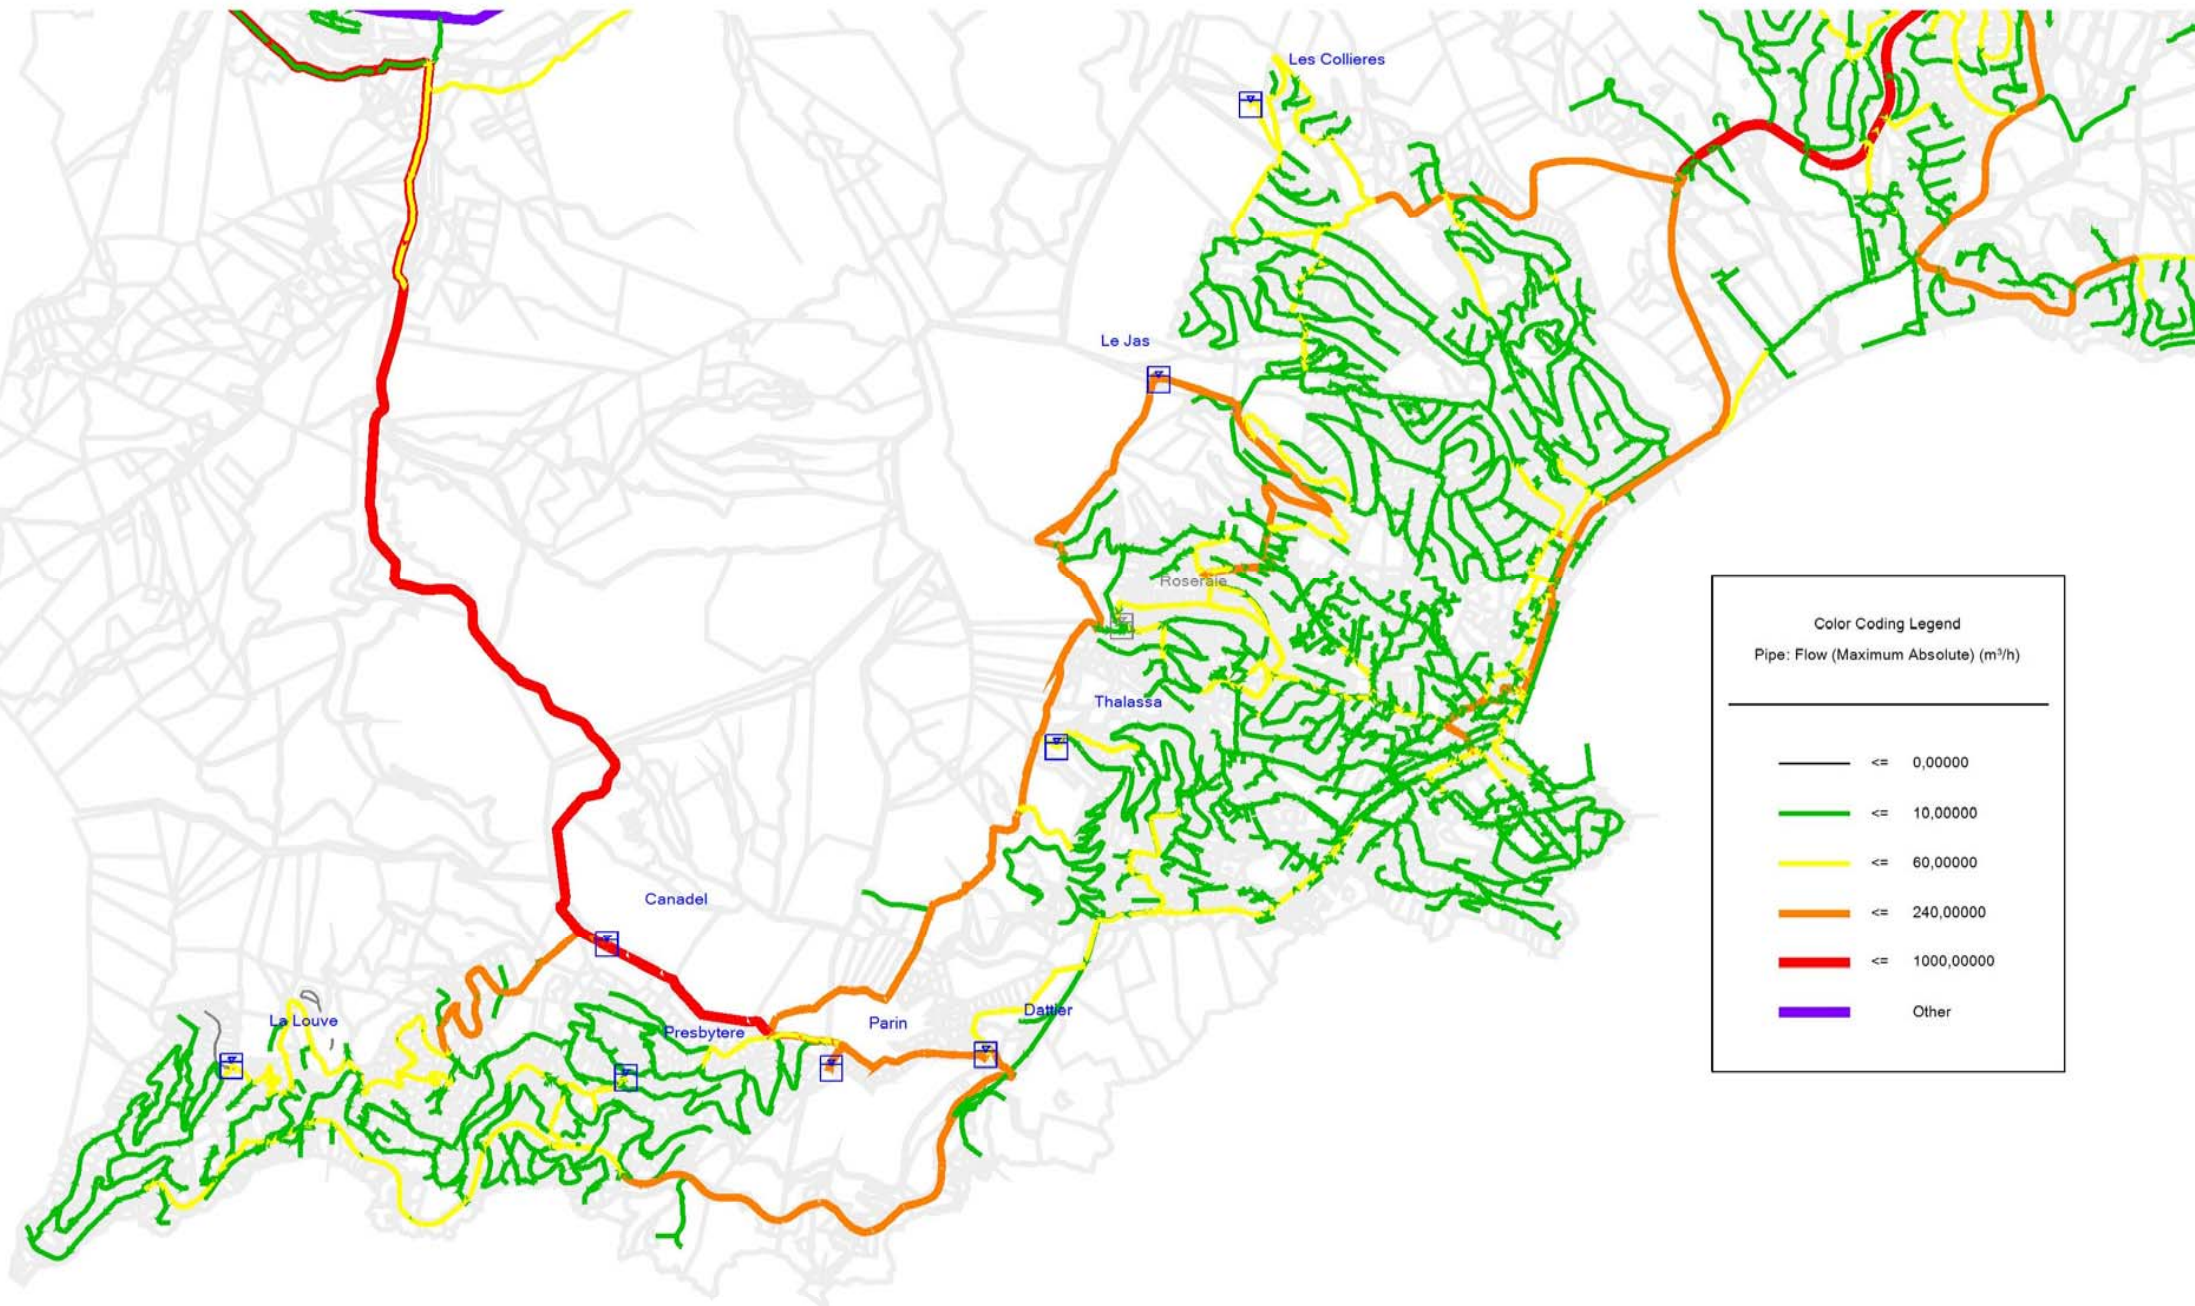 Les Collieres
Le Jas
Roseraie
Thalassa
Canadel
La Louve
Presbytere
Parin
Dattier
Color Coding Legend
Pipe: Flow (Maximum Absolute) (m³/h)
<= 0,00000
<= 10,00000
<= 60,00000
<= 240,00000
<= 1000,00000
Other